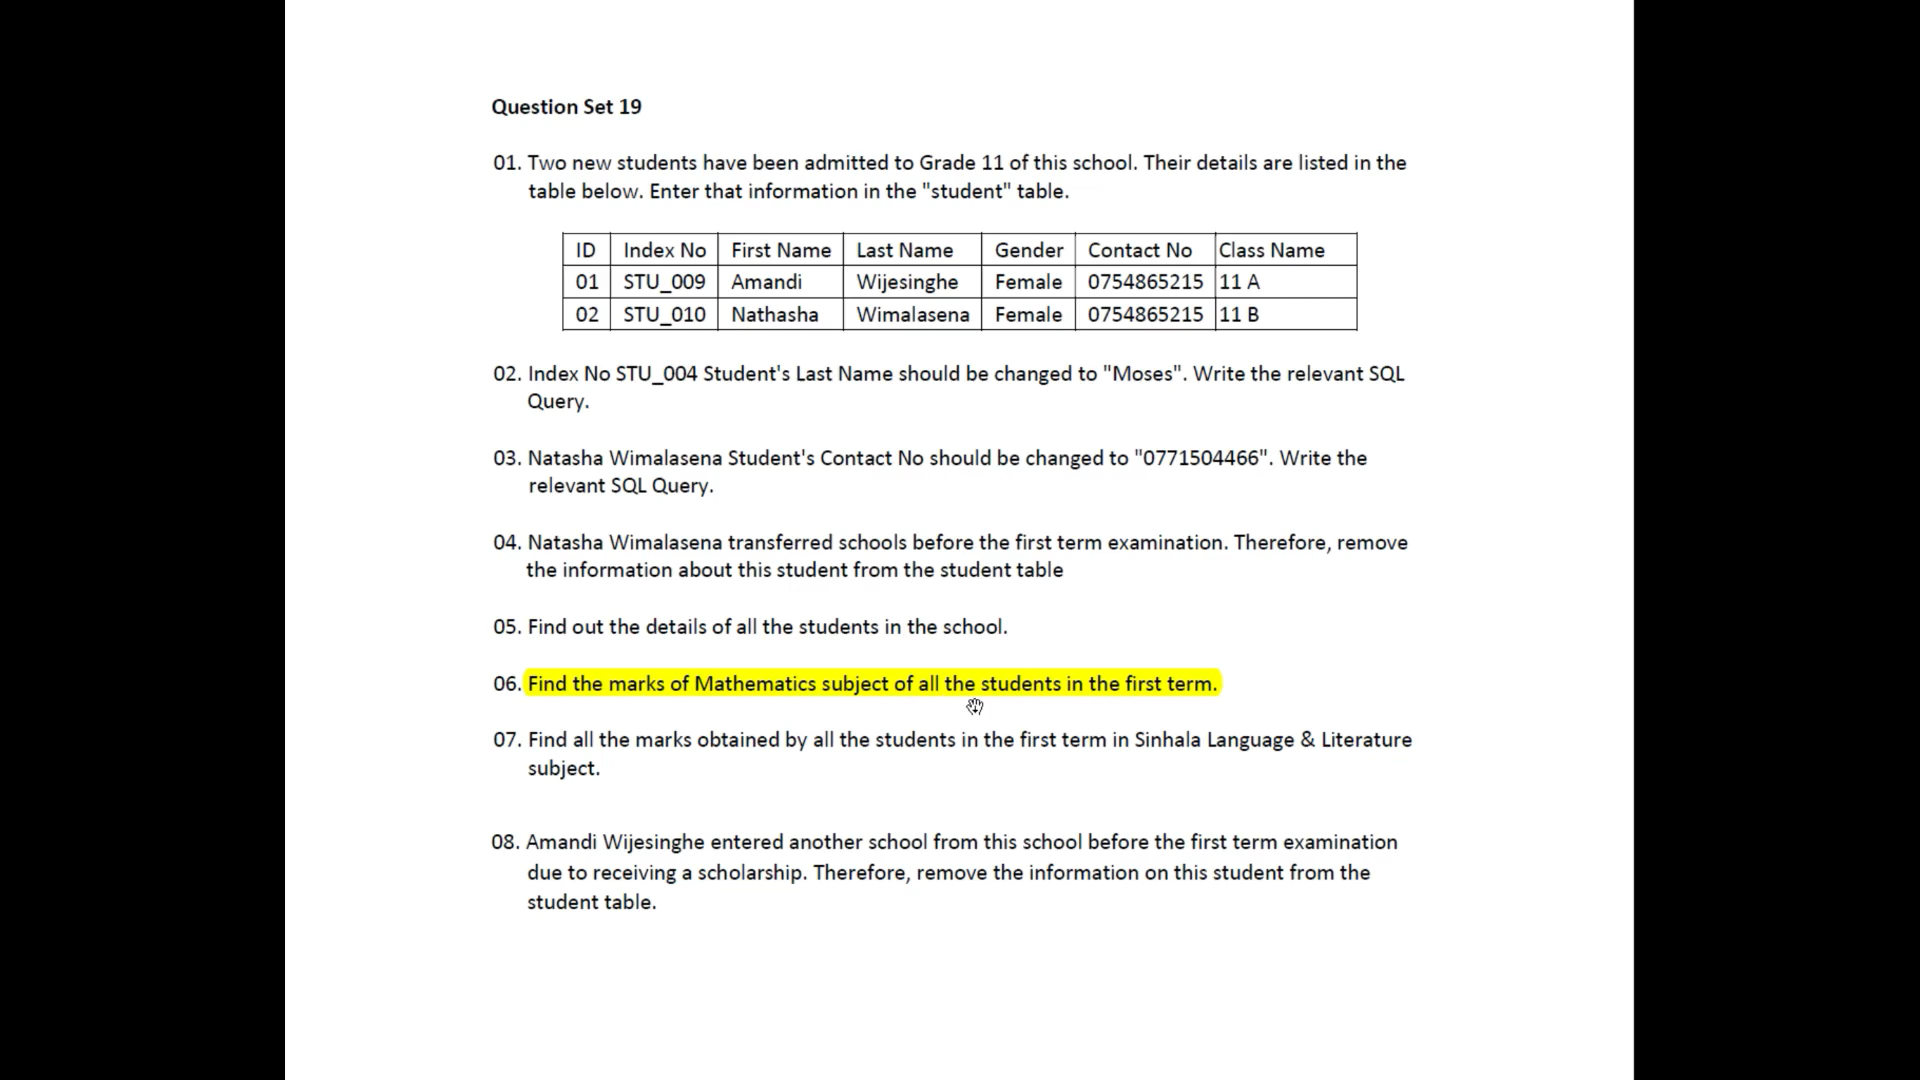 Question Set 19
01. Two new students have been admitted to Grade 11 of this school. Their details are listed in the
table below. Enter that information in the "student" table.
ID Index No First Name Last Name Gender Contact No Class Name
01 STU_009 Amandi Wijesinghe Female 0754865215 11 A
02 STU_010 Nathasha Wimalasena Female 0754865215 11 B
02. Index No STU_004 Student's Last Name should be changed to "Moses". Write the relevant SQL
Query.
03. Natasha Wimalasena Student's Contact No should be changed to "0771504466". Write the
relevant SQL Query.
04. Natasha Wimalasena transferred schools before the first term examination. Therefore, remove
the information about this student from the student table
05. Find out the details of all the students in the school.
06. Find the marks of Mathematics subject of all the students in the first term.
07. Find all the marks obtained by all the students in the first term in Sinhala Language & Literature
subject.
08. Amandi Wijesinghe entered another school from this school before the first term examination
due to receiving a scholarship. Therefore, remove the information on this student from the
student table.